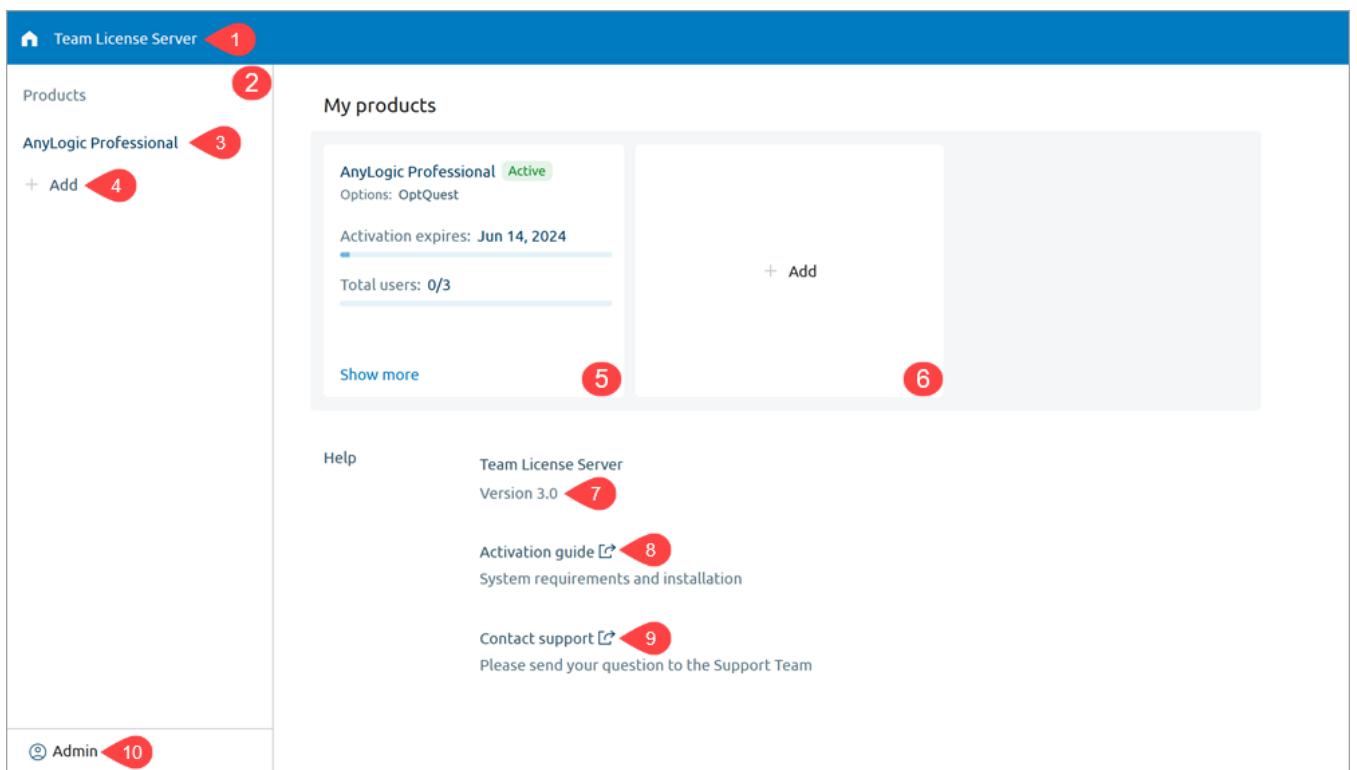 Team License Server 1
2
Products
AnyLogic Professional 3
+ Add 4
My products
AnyLogic Professional Active
Options: OptQuest
Activation expires: Jun 14, 2024
Total users: 0/3
Show more 5
+ Add
6
Help
Team License Server
Version 3.0 7
Activation guide 8
System requirements and installation
Contact support 9
Please send your question to the Support Team
Admin 10